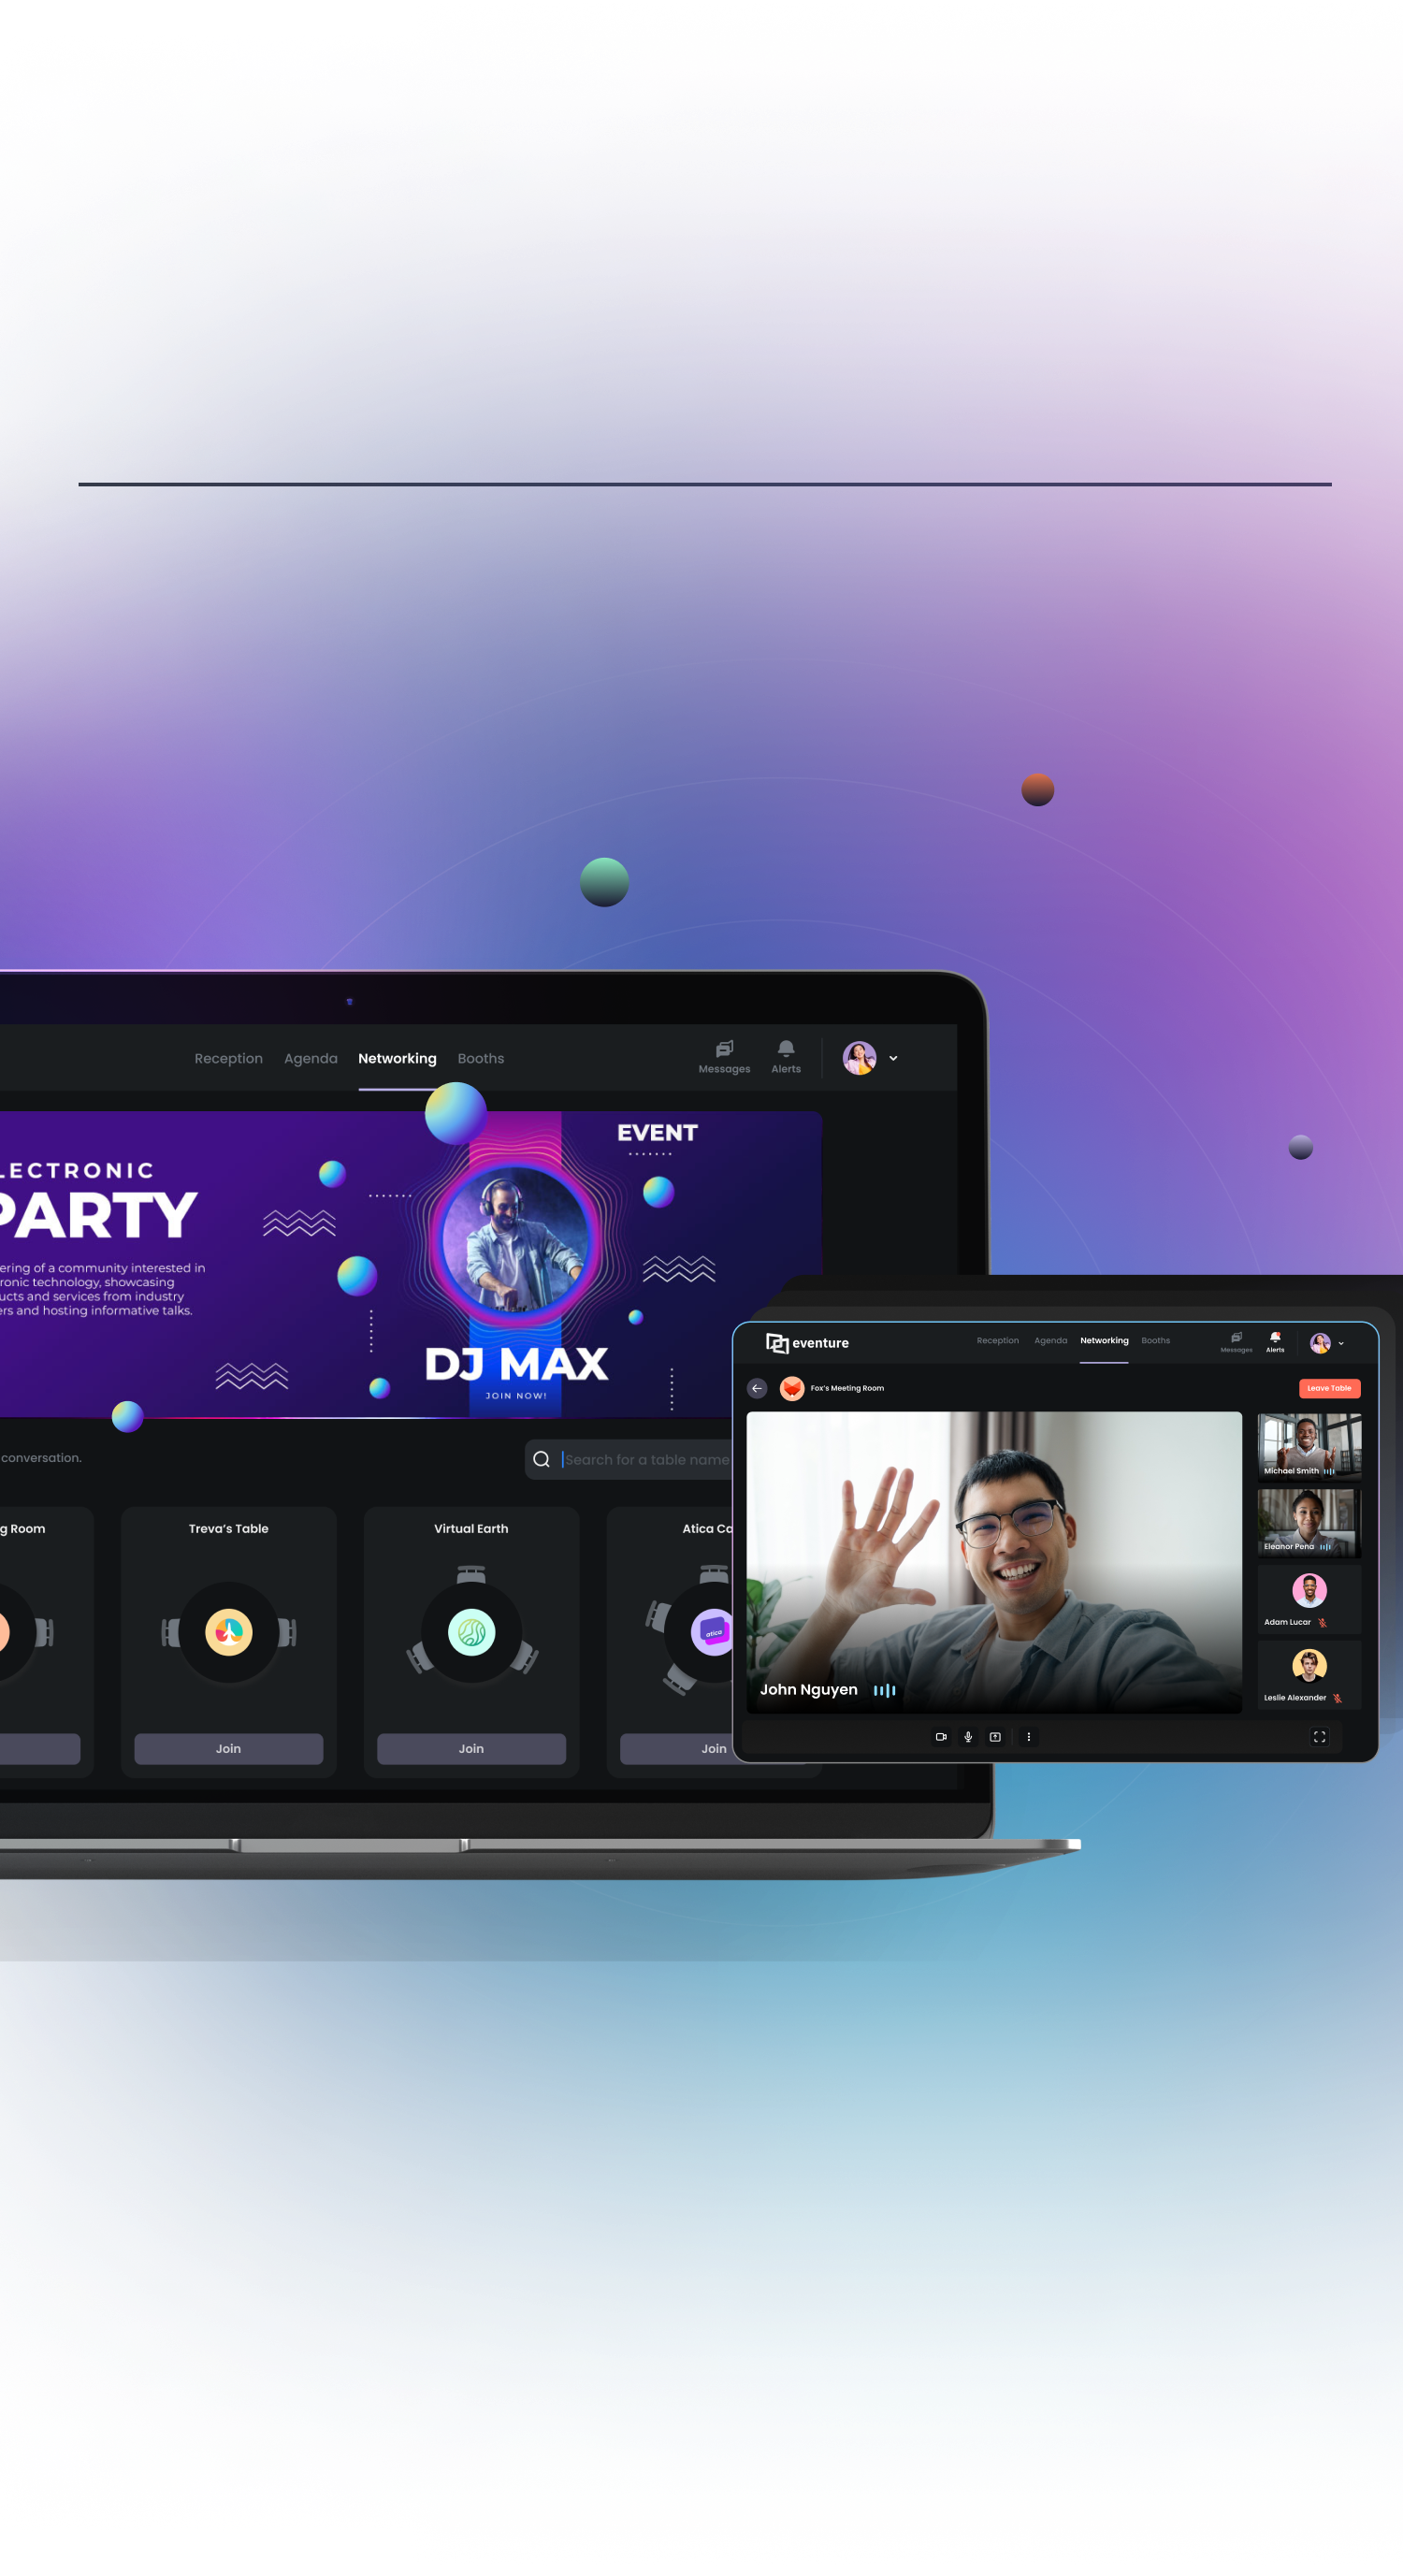 Reception Agenda Networking Booths
Messages Alerts
LECTRONIC
PARTY
ering of a community interested in
ronic technology, showcasing
ucts and services from industry
ers and hosting informative talks.
EVENT
DJ MAX
JOIN NOW!
conversation.
Search for a table name
g Room
Treva's Table
Virtual Earth
Atica Ca
atica
Join
Join
Join
eventure
Reception Agenda Networking Booths
Messages Alerts
Fox's Meeting Room
Leave Table
John Nguyen
Michael Smith
Eleanor Pena
Adam Lucar
Leslie Alexander